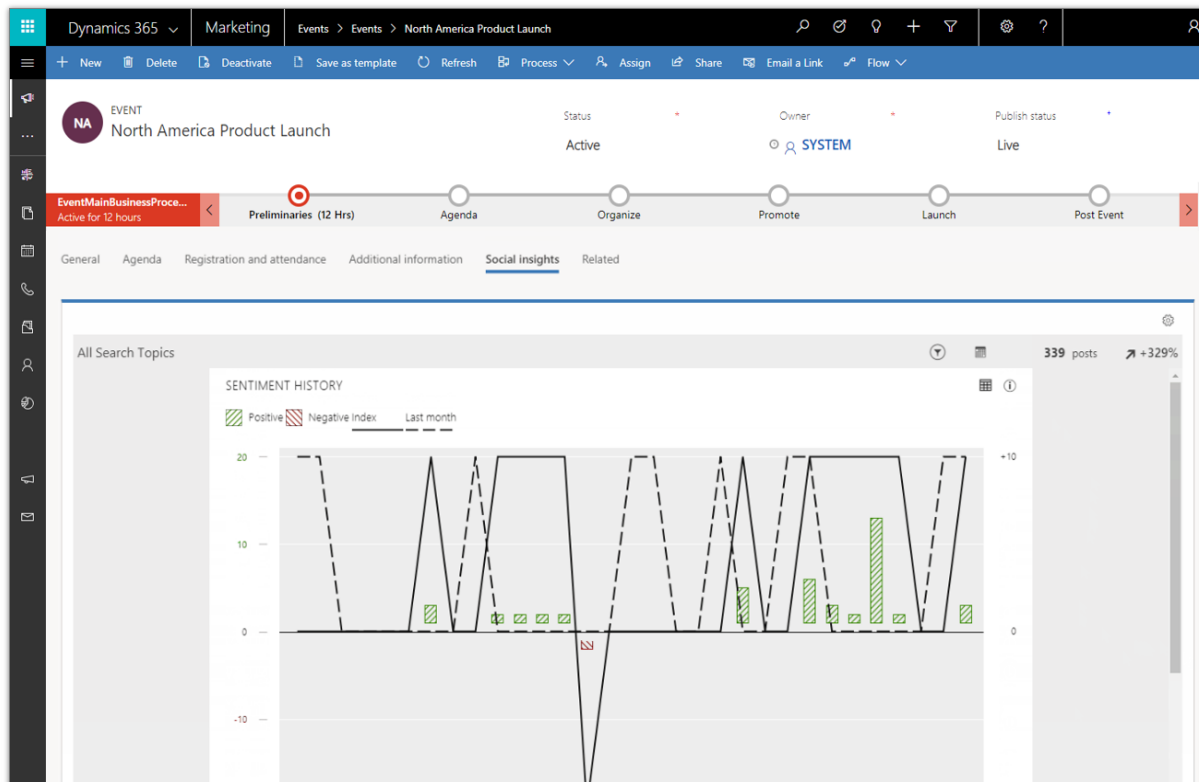 Dynamics 365 Marketing Events > Events > North America Product Launch ?
+ New Delete Deactivate Save as template Refresh Process Assign Share Email a Link Flow
NA
EVENT
North America Product Launch
Status * Owner * Publish status *
Active SYSTEM Live
EventMainBusinessProce...
Active for 12 hours
< Preliminaries (12 Hrs) Agenda Organize Promote Launch Post Event >
General Agenda Registration and attendance Additional information Social insights Related
All Search Topics 339 posts +329%
SENTIMENT HISTORY
Positive Negative Index Last month
20 +10
10
0 0
-10